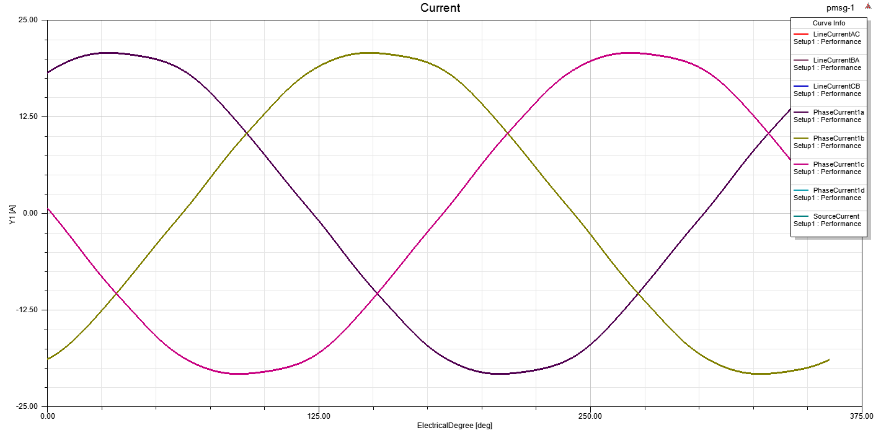 Current
pmsg-1
25.00
12.50
0.00
-12.50
-25.00
Y1 [A]
0.00
125.00
250.00
375.00
ElectricalDegree [deg]
Curve Info
LineCurrentAC
Setup1 : Performance
LineCurrentBA
Setup1 : Performance
LineCurrentCB
Setup1 : Performance
PhaseCurrent1a
Setup1 : Performance
PhaseCurrent1b
Setup1 : Performance
PhaseCurrent1c
Setup1 : Performance
PhaseCurrent1d
Setup1 : Performance
SourceCurrent
Setup1 : Performance